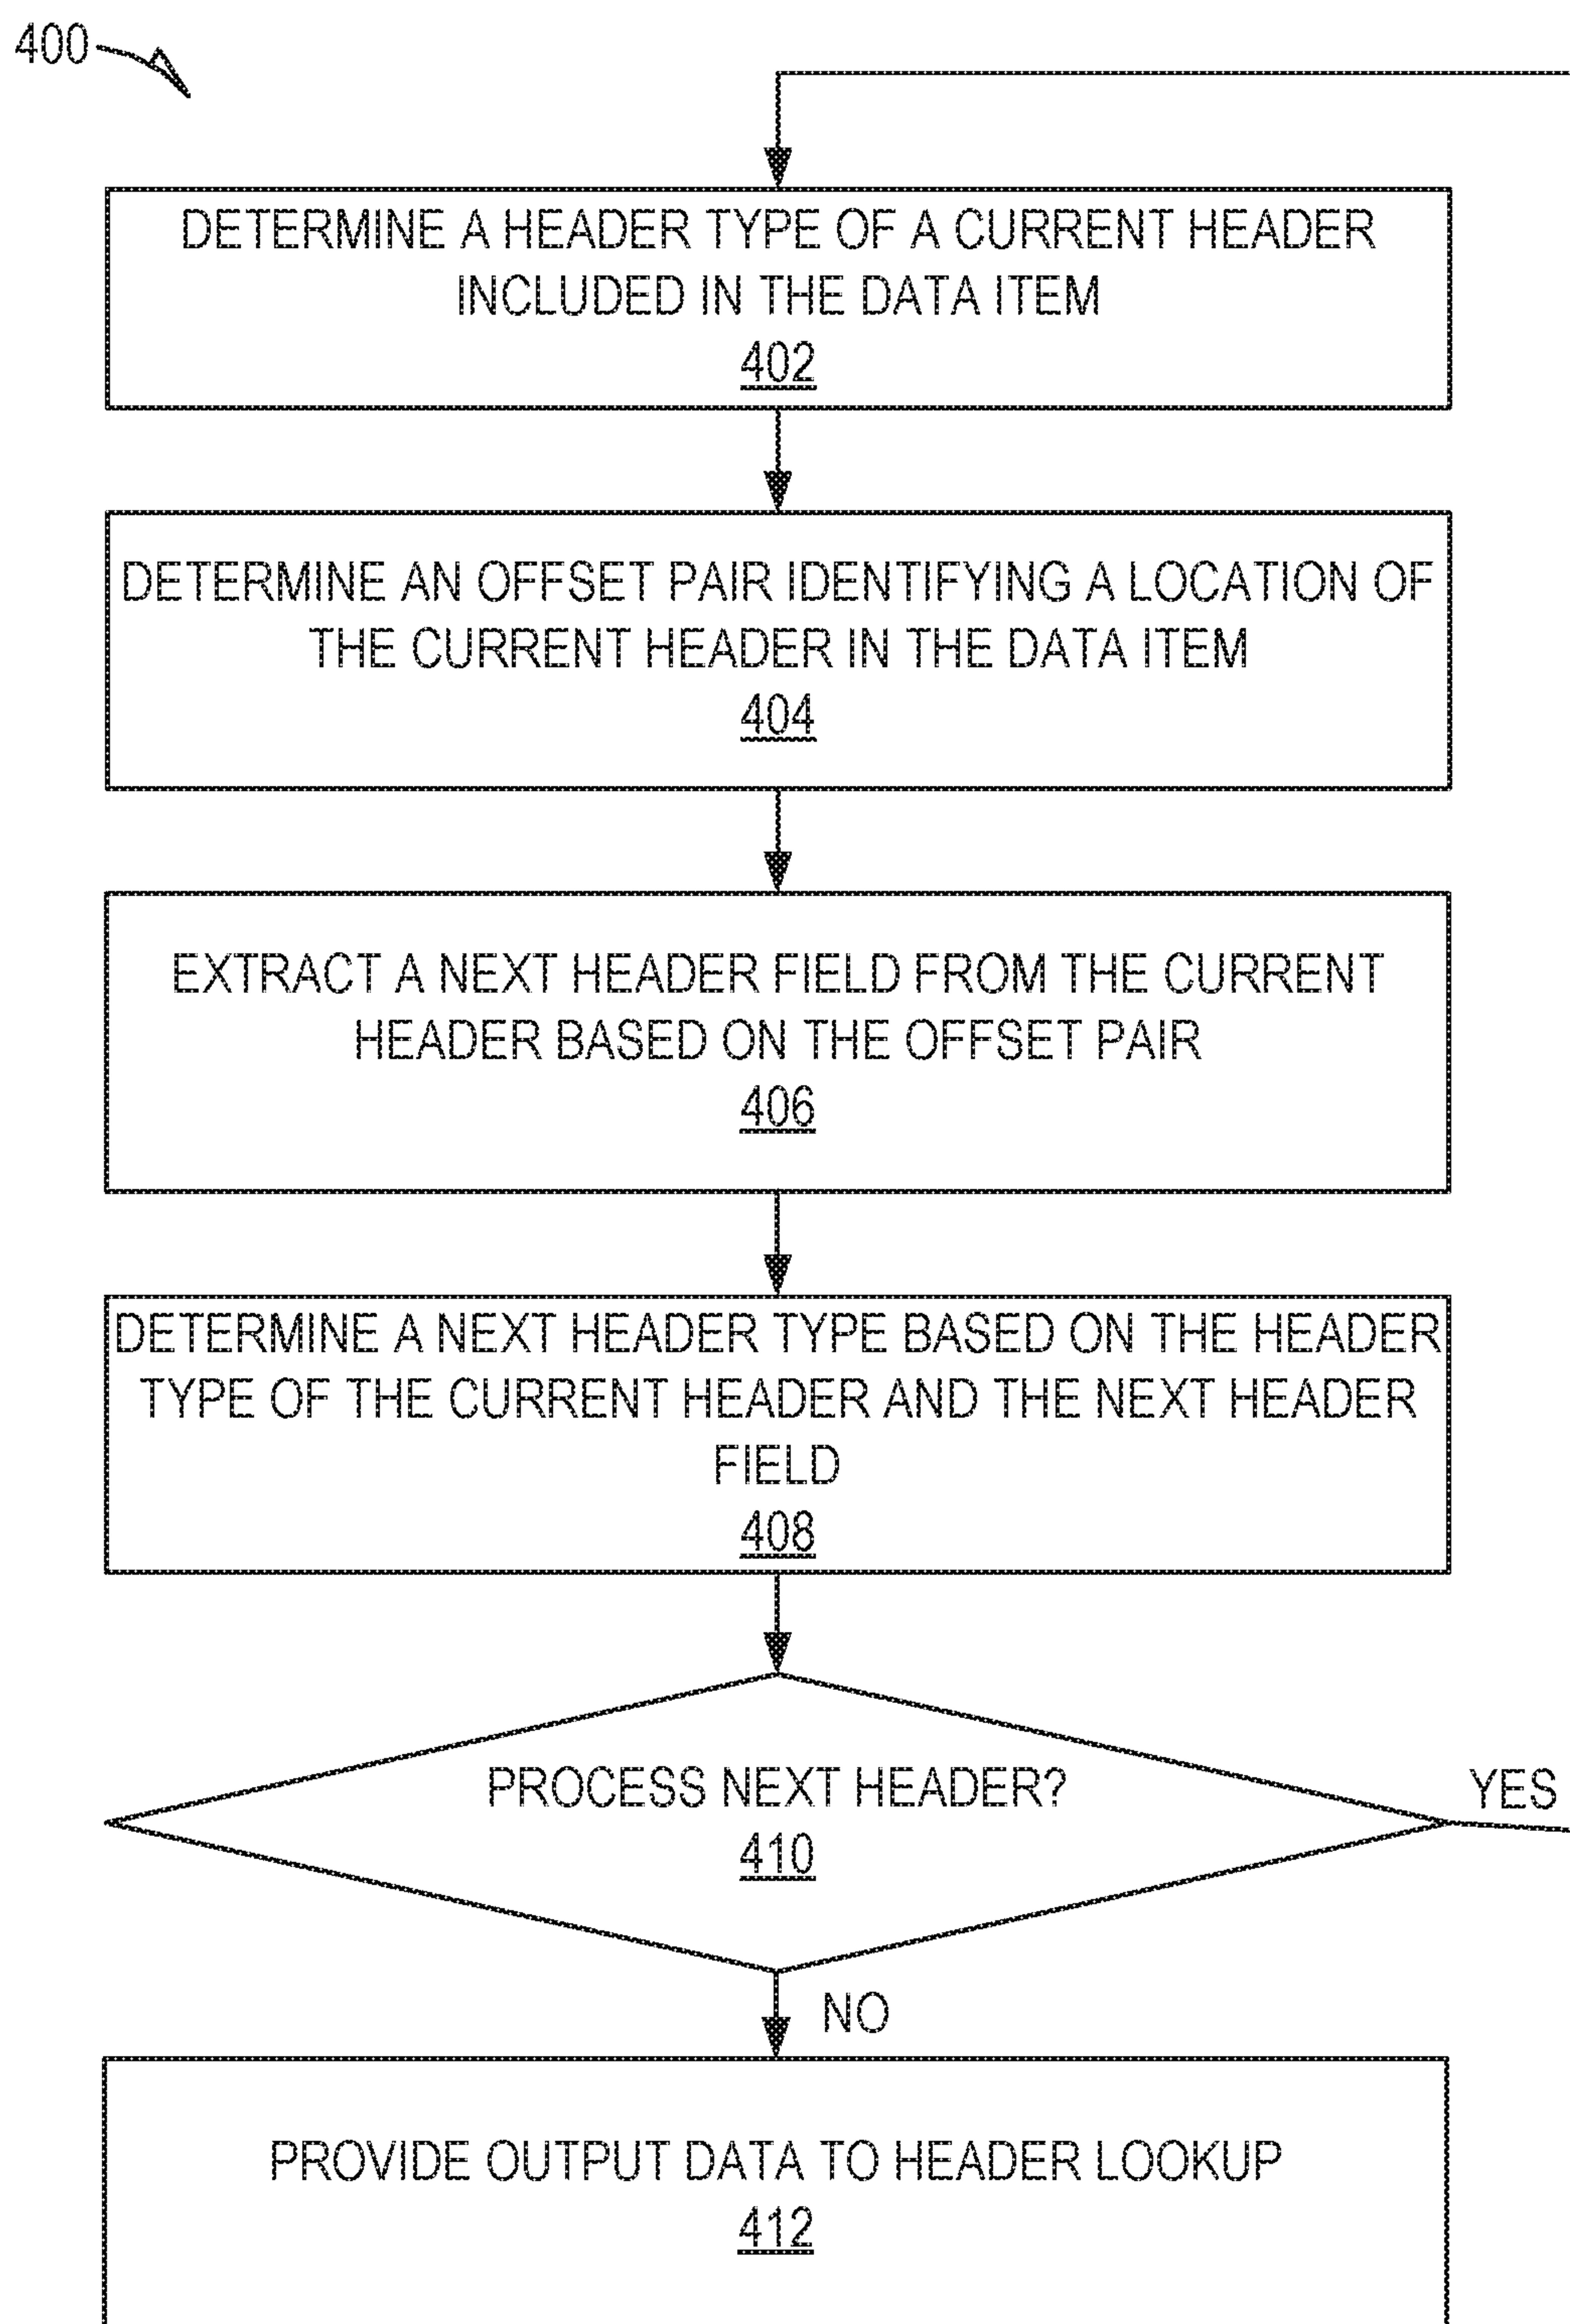 400
DETERMINE A HEADER TYPE OF A CURRENT HEADER
INCLUDED IN THE DATA ITEM
402
DETERMINE AN OFFSET PAIR IDENTIFYING A LOCATION OF
THE CURRENT HEADER IN THE DATA ITEM
404
EXTRACT A NEXT HEADER FIELD FROM THE CURRENT
HEADER BASED ON THE OFFSET PAIR
406
DETERMINE A NEXT HEADER TYPE BASED ON THE HEADER
TYPE OF THE CURRENT HEADER AND THE NEXT HEADER
FIELD
408
PROCESS NEXT HEADER?
410
YES
NO
PROVIDE OUTPUT DATA TO HEADER LOOKUP
412